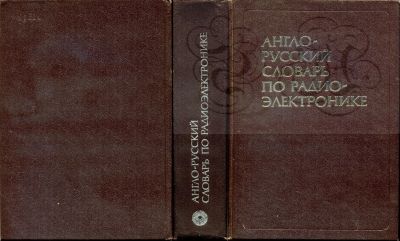 АНГЛО-РУССКИЙ
СЛОВАРЬ ПО РАДИОЭЛЕКТРОНИКЕ
АНГЛО-
РУССКИЙ
СЛОВАРЬ
ПО РАДИО-
ЭЛЕКТРОНИКЕ